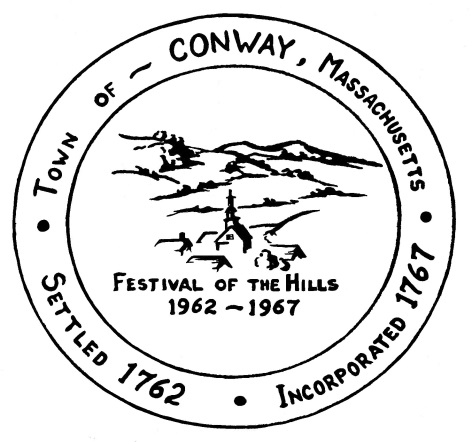 TOWN OF ~ CONWAY, MASSACHUSETTS
FESTIVAL OF THE HILLS
1962 ~ 1967
SETTLED 1762 • INCORPORATED 1767